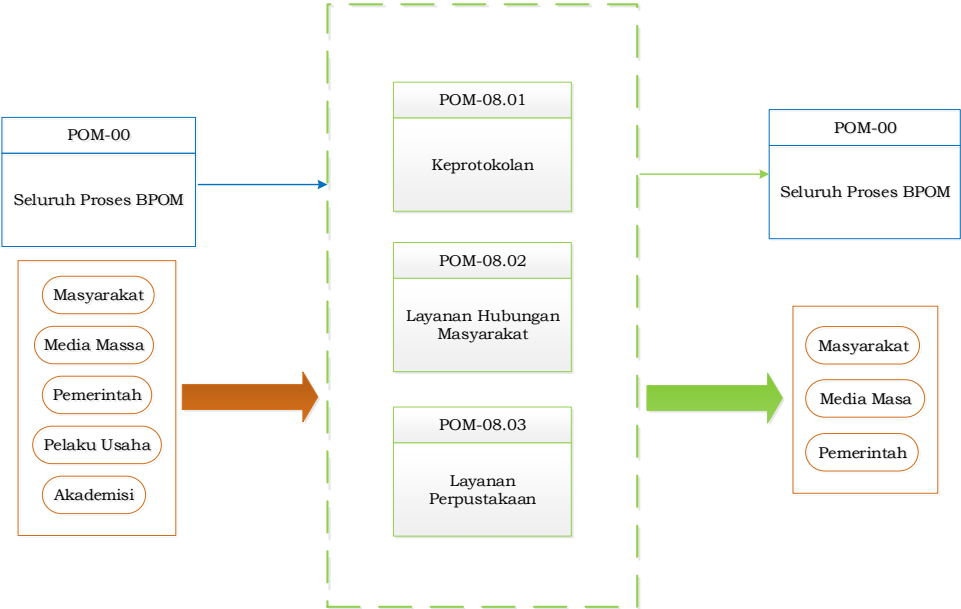 POM-00
Seluruh Proses BPOM
Masyarakat
Media Massa
Pemerintah
Pelaku Usaha
Akademisi
POM-08.01
Keprotokolan
POM-08.02
Layanan Hubungan
Masyarakat
POM-08.03
Layanan
Perpustakaan
POM-00
Seluruh Proses BPOM
Masyarakat
Media Masa
Pemerintah